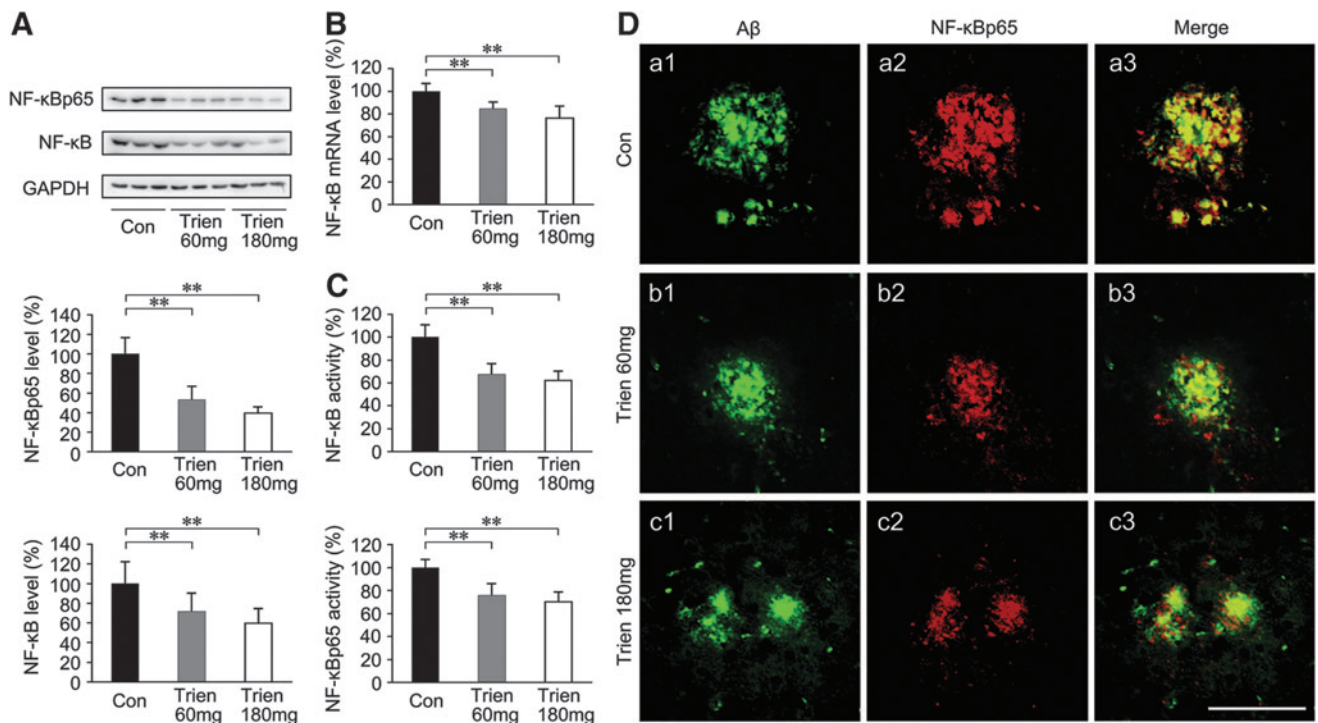 A
NF-κBp65
NF-κB
GAPDH
Con
Trien
60mg
Trien
180mg
NF-κBp65 level (%)
140
120
100
80
60
40
20
0
**
**
Con
Trien
60mg
Trien
180mg
NF-κB level (%)
140
120
100
80
60
40
20
0
**
**
Con
Trien
60mg
Trien
180mg
B
NF-κB mRNA level (%)
120
100
80
60
40
20
0
**
**
Con
Trien
60mg
Trien
180mg
C
NF-κB activity (%)
120
100
80
60
40
20
0
**
**
Con
Trien
60mg
Trien
180mg
NF-κBp65 activity (%)
120
100
80
60
40
20
0
**
**
Con
Trien
60mg
Trien
180mg
D
Aβ
NF-κBp65
Merge
Con
a1
a2
a3
Trien 60mg
b1
b2
b3
Trien 180mg
c1
c2
c3